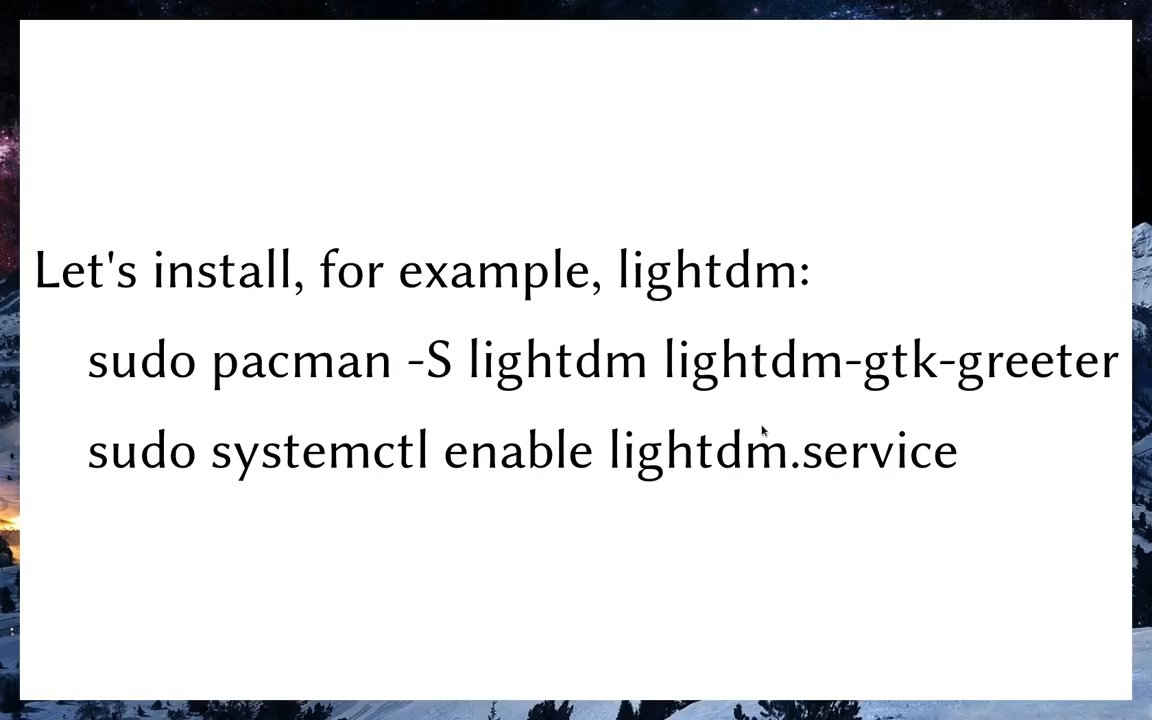 Let's install, for example, lightdm:
sudo pacman -S lightdm lightdm-gtk-greeter
sudo systemctl enable lightdm.service